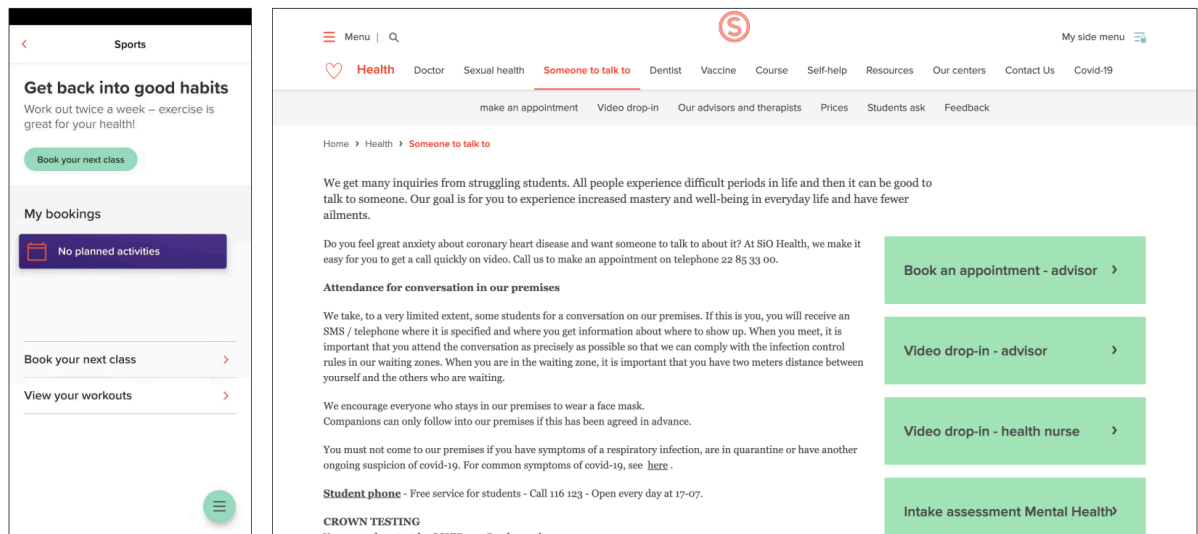 Sports
Get back into good habits
Work out twice a week – exercise is
great for your health!
Book your next class
My bookings
No planned activities
Book your next class
View your workouts
Menu |
S
My side menu
Health Doctor Sexual health Someone to talk to Dentist Vaccine Course Self-help Resources Our centers Contact Us Covid-19
make an appointment Video drop-in Our advisors and therapists Prices Students ask Feedback
Home › Health › Someone to talk to
We get many inquiries from struggling students. All people experience difficult periods in life and then it can be good to
talk to someone. Our goal is for you to experience increased mastery and well-being in everyday life and have fewer
ailments.
Do you feel great anxiety about coronary heart disease and want someone to talk to about it? At SiO Health, we make it
easy for you to get a call quickly on video. Call us to make an appointment on telephone 22 85 33 00.
Attendance for conversation in our premises
We take, to a very limited extent, some students for a conversation on our premises. If this is you, you will receive an
SMS / telephone where it is specified and where you get information about where to show up. When you meet, it is
important that you attend the conversation as precisely as possible so that we can comply with the infection control
rules in our waiting zones. When you are in the waiting zone, it is important that you have two meters distance between
yourself and the others who are waiting.
We encourage everyone who stays in our premises to wear a face mask.
Companions can only follow into our premises if this has been agreed in advance.
You must not come to our premises if you have symptoms of a respiratory infection, are in quarantine or have another
ongoing suspicion of covid-19. For common symptoms of covid-19, see here .
Student phone - Free service for students - Call 116 123 - Open every day at 17-07.
CROWN TESTING
Book an appointment - advisor
Video drop-in - advisor
Video drop-in - health nurse
Intake assessment Mental Health